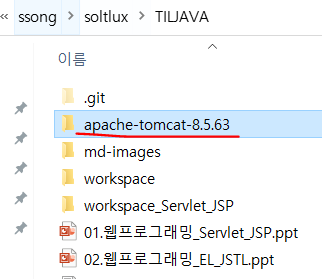 ssong > soltlux > TILJAVA
이름
.git
apache-tomcat-8.5.63
md-images
workspace
workspace_Servlet_JSP
01.웹프로그래밍_Servlet_JSP.ppt
02.웹프로그래밍_EL_JSTL.ppt